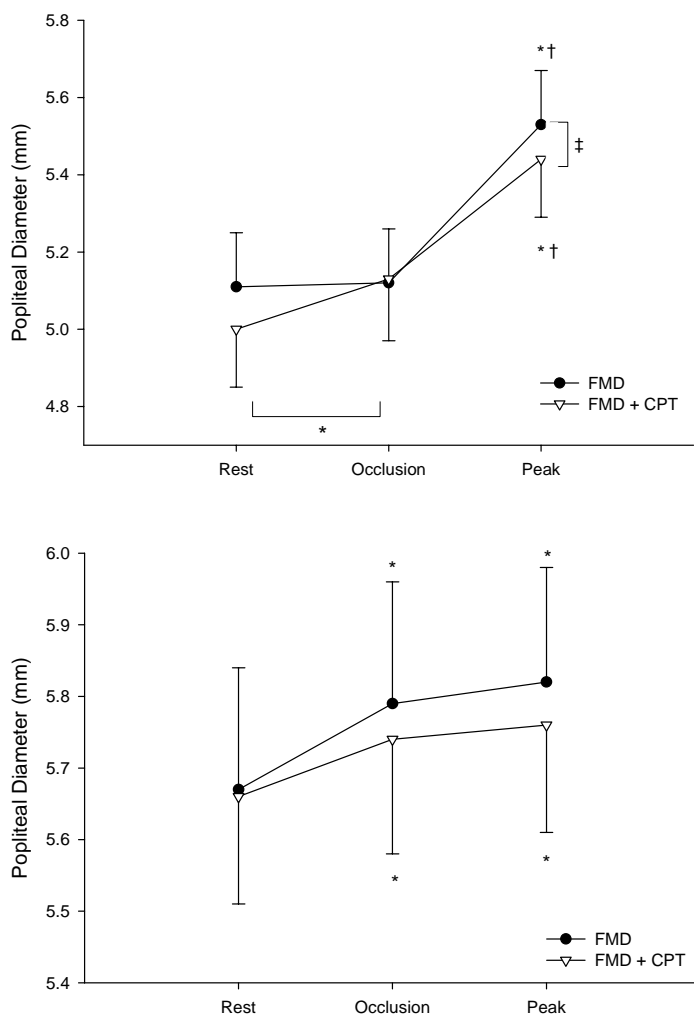 5.8
* †
5.6
‡
5.4
Popliteal Diameter (mm)
* †
5.2
5.0
FMD
4.8
FMD + CPT
*
Rest Occlusion Peak
6.0
* *
5.9
5.8
Popliteal Diameter (mm)
5.7
5.6
*
*
5.5
FMD
FMD + CPT
5.4
Rest Occlusion Peak